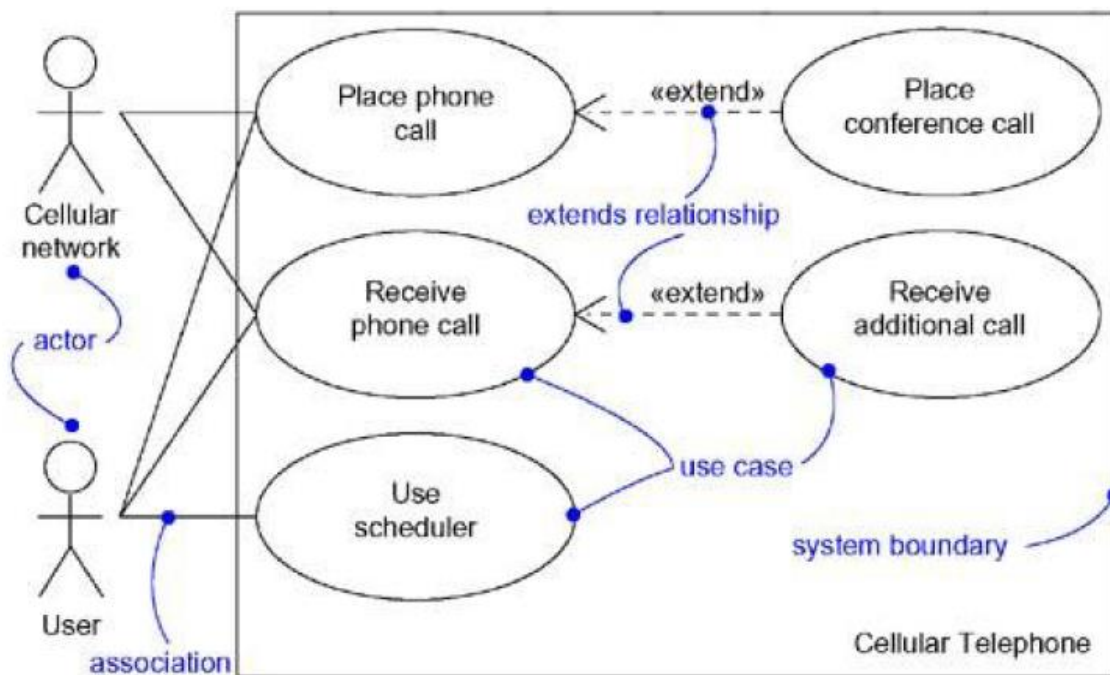 Place phone
call
«extend»
Place
conference call
Cellular
network
extends relationship
Receive
phone call
«extend»
Receive
additional call
actor
use case
Use
scheduler
system boundary
User
association
Cellular Telephone